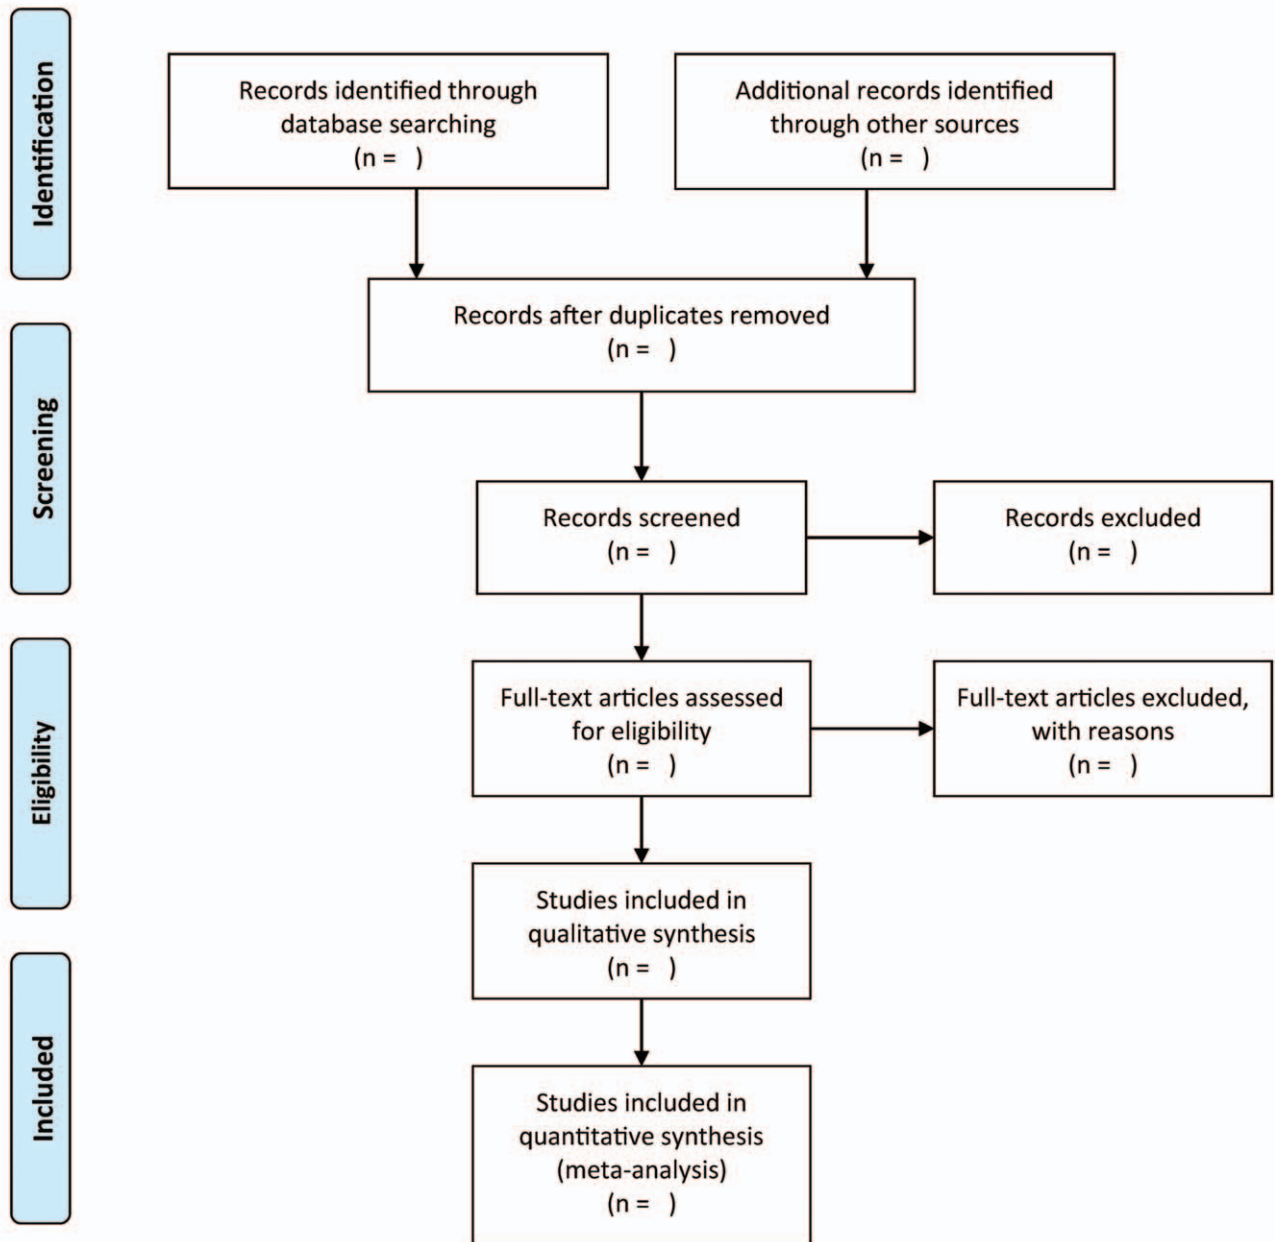 Identification
Records identified through
database searching
(n =   )
Additional records identified
through other sources
(n =   )
Records after duplicates removed
(n =   )
Screening
Records screened
(n =   )
Records excluded
(n =   )
Eligibility
Full-text articles assessed
for eligibility
(n =   )
Full-text articles excluded,
with reasons
(n =   )
Studies included in
qualitative synthesis
(n =   )
Included
Studies included in
quantitative synthesis
(meta-analysis)
(n =   )